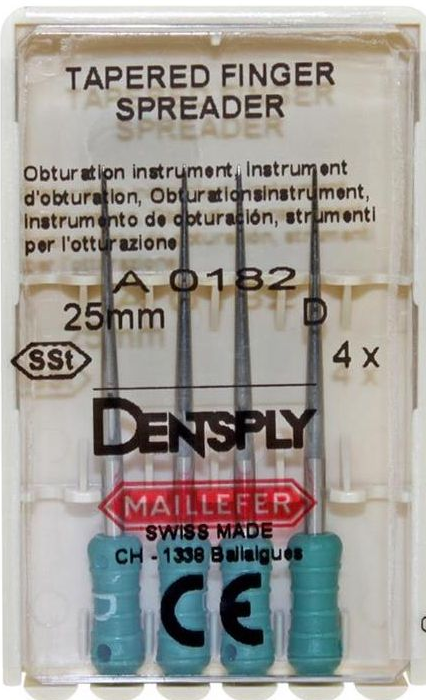 TAPERED FINGER
SPREADER
Obturation instrument, Instrument
d'obturation, Obturationsinstrument,
instrumento de obturación, strumenti
per l'otturazione
A 0182
25mm D
SSt 4 x
DENTSPLY
MAILLEFER
SWISS MADE
CH - 1338 Ballaigues
CE
D